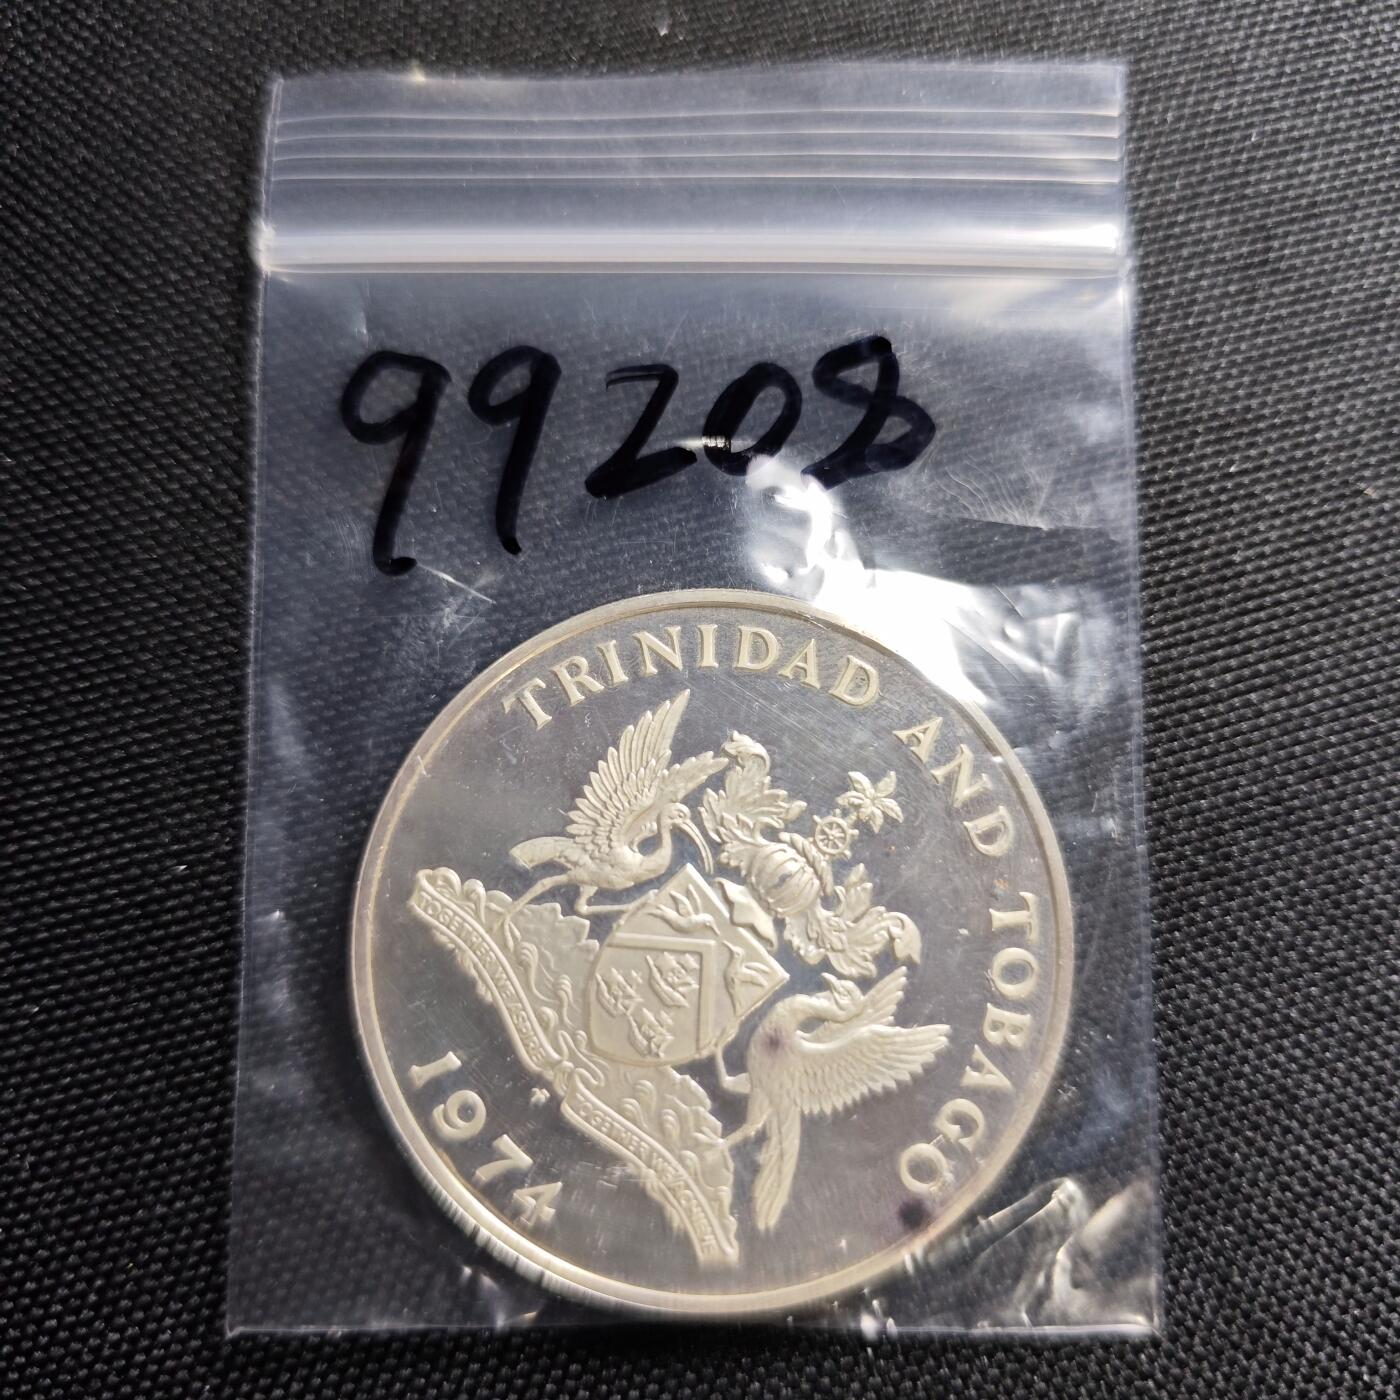 99208
TRINIDAD AND TOBAGO
TOGETHER WE ASPIRE
TOGETHER WE ACHIEVE
1974